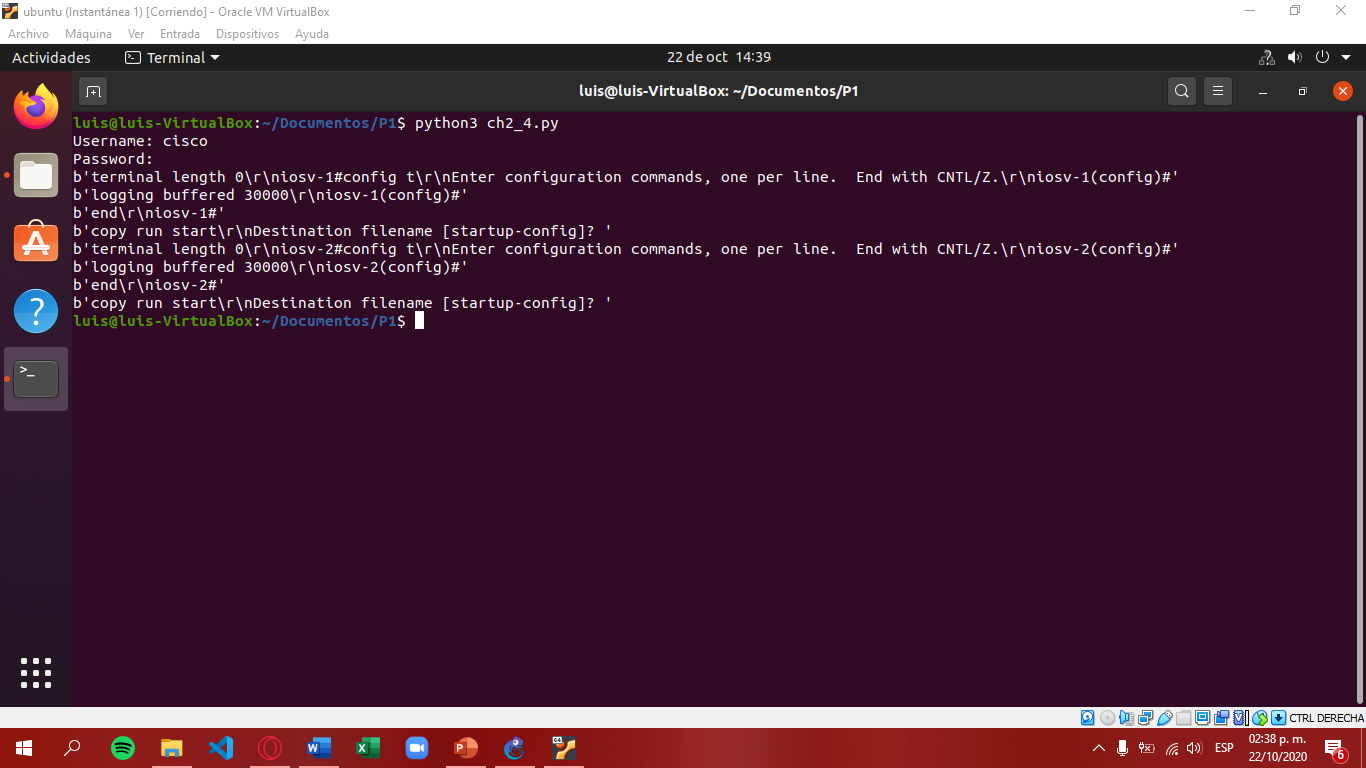 ubuntu (Instantánea 1) [Corriendo] - Oracle VM VirtualBox
Archivo Máquina Ver Entrada Dispositivos Ayuda
Actividades Terminal 22 de oct 14:39
luis@luis-VirtualBox: ~/Documentos/P1
luis@luis-VirtualBox:~/Documentos/P1$ python3 ch2_4.py
Username: cisco
Password:
b'terminal length 0\r\niosv-1#config t\r\nEnter configuration commands, one per line.  End with CNTL/Z.\r\niosv-1(config)#'
b'logging buffered 30000\r\niosv-1(config)#'
b'end\r\niosv-1#'
b'copy run start\r\nDestination filename [startup-config]? '
b'terminal length 0\r\niosv-2#config t\r\nEnter configuration commands, one per line.  End with CNTL/Z.\r\niosv-2(config)#'
b'logging buffered 30000\r\niosv-2(config)#'
b'end\r\niosv-2#'
b'copy run start\r\nDestination filename [startup-config]? '
luis@luis-VirtualBox:~/Documentos/P1$
CTRL DERECHA
ESP
02:38 p. m.
22/10/2020
6